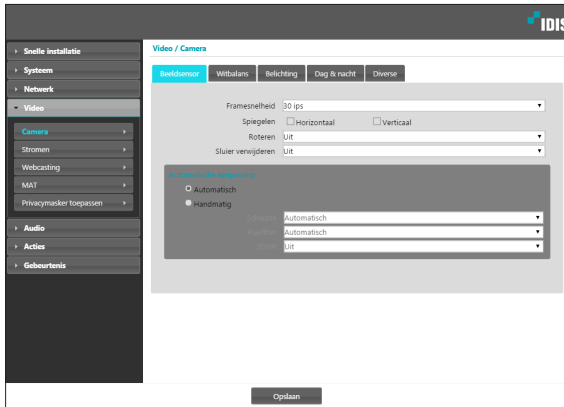 IDIS
Snelle installatie
Systeem
Netwerk
Video
Camera
Stromen
Webcasting
MAT
Privacymasker toepassen
Audio
Acties
Gebeurtenis
Video / Camera
Beeldsensor Witbalans Belichting Dag & nacht Diverse
Framesnelheid 30 ips
Spiegelen Horizontaal Verticaal
Roteren Uit
Sluier verwijderen Uit
Automatisch
Handmatig
Automatisch
Automatisch
Uit
Opslaan